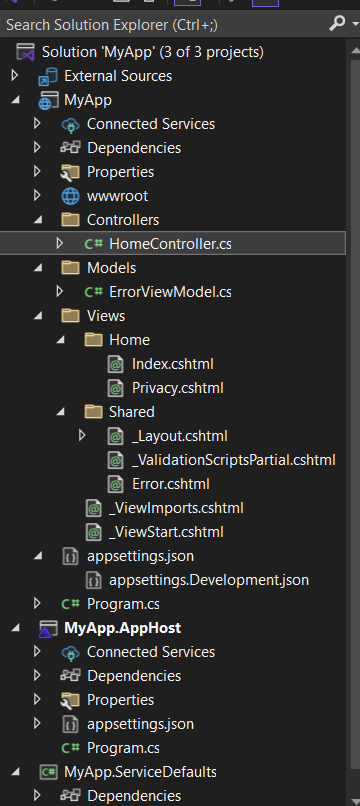 Search Solution Explorer (Ctrl+;)
Solution 'MyApp' (3 of 3 projects)
External Sources
MyApp
Connected Services
Dependencies
Properties
wwwroot
Controllers
C# HomeController.cs
Models
C# ErrorViewModel.cs
Views
Home
Index.cshtml
Privacy.cshtml
Shared
_Layout.cshtml
_ValidationScriptsPartial.cshtml
Error.cshtml
_ViewImports.cshtml
_ViewStart.cshtml
appsettings.json
appsettings.Development.json
C# Program.cs
MyApp.AppHost
Connected Services
Dependencies
Properties
appsettings.json
C# Program.cs
C# MyApp.ServiceDefaults
Dependencies